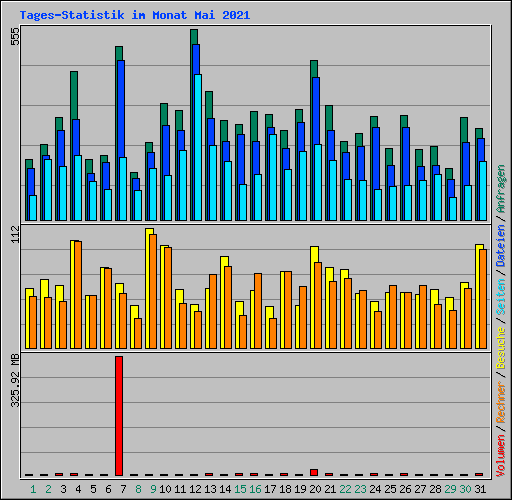 Tages-Statistik im Monat Mai 2021
555
112
325.92 MB
Volumen / Rechner / Besuche / Seiten / Dateien / Anfragen
1 2 3 4 5 6 7 8 9 10 11 12 13 14 15 16 17 18 19 20 21 22 23 24 25 26 27 28 29 30 31